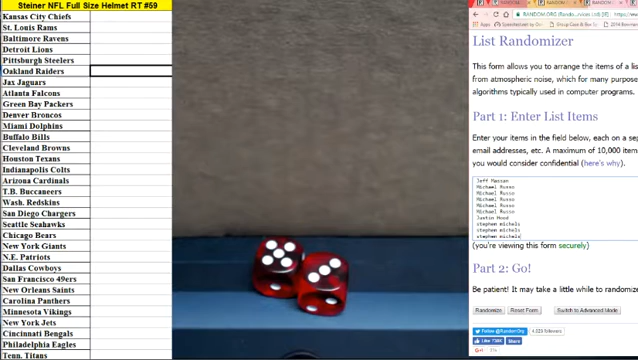 Steiner NFL Full Size Helmet RT #59
Kansas City Chiefs
St. Louis Rams
Baltimore Ravens
Detroit Lions
Pittsburgh Steelers
Oakland Raiders
Jax Jaguars
Atlanta Falcons
Green Bay Packers
Denver Broncos
Miami Dolphins
Buffalo Bills
Cleveland Browns
Houston Texans
Indianapolis Colts
Arizona Cardinals
T.B. Buccaneers
Wash. Redskins
San Diego Chargers
Seattle Seahawks
Chicago Bears
New York Giants
N.E. Patriots
Dallas Cowboys
San Francisco 49ers
New Orleans Saints
Carolina Panthers
Minnesota Vikings
New York Jets
Cincinnati Bengals
Philadelphia Eagles
Tenn. Titans
List Randomizer
This form allows you to arrange the items of a lis
from atmospheric noise, which for many purpose
algorithms typically used in computer programs.
Part 1: Enter List Items
Enter your items in the field below, each on a sep
email addresses, etc. A maximum of 10,000 item
you would consider confidential (here's why).
Michael Russo
Michael Russo
Michael Russo
Michael Russo
Michael Russo
Justin Hood
stephen michels
stephen michels
stephen michels
(you're viewing this form securely)
Part 2: Go!
Be patient! It may take a little while to randomize
Randomize Reset Form Switch to Advanced Mode
Follow @RandomOrg
Like Share